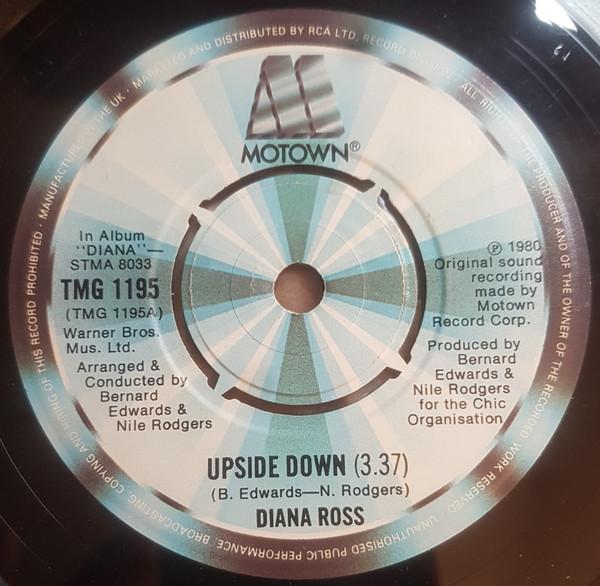 MANUFACTURED IN THE UK · MARKETED AND DISTRIBUTED BY RCA LTD, RECORD DIVISION · ALL RIGHTS OF THE PRODUCER AND OF THE OWNER OF THE RECORDED WORK RESERVED · UNAUTHORISED PUBLIC PERFORMANCE, BROADCASTING, COPYING AND HIRING OF THIS RECORD PROHIBITED ·
M
MOTOWN®
In Album
"DIANA"—
STMA 8033
TMG 1195
(TMG 1195A)
Warner Bros.
Mus. Ltd.
Arranged &
Conducted by
Bernard
Edwards &
Nile Rodgers
℗ 1980
Original sound
recording
made by
Motown
Record Corp.
Produced by
Bernard
Edwards &
Nile Rodgers
for the Chic
Organisation
UPSIDE DOWN (3.37)
(B. Edwards—N. Rodgers)
DIANA ROSS